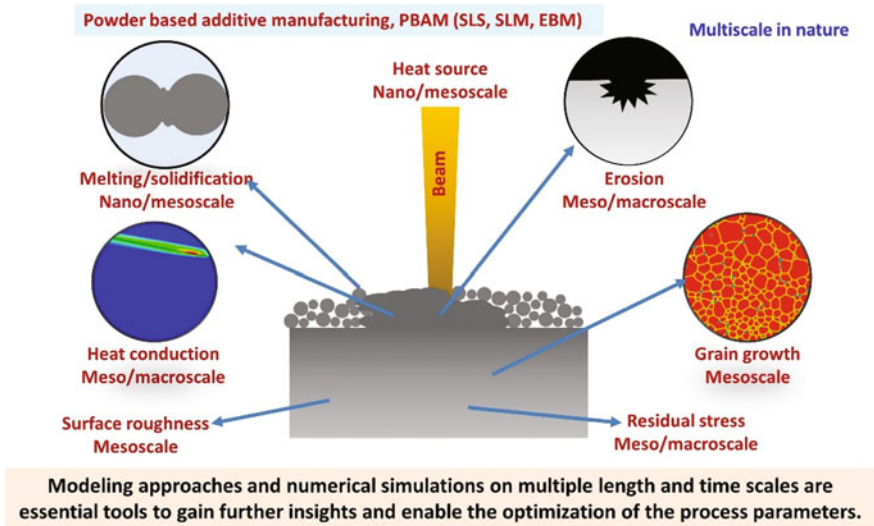 Powder based additive manufacturing, PBAM (SLS, SLM, EBM)
Multiscale in nature
Heat source
Nano/mesoscale
Beam
Melting/solidification
Nano/mesoscale
Erosion
Meso/macroscale
Heat conduction
Meso/macroscale
Grain growth
Mesoscale
Surface roughness
Mesoscale
Residual stress
Meso/macroscale
Modeling approaches and numerical simulations on multiple length and time scales are
essential tools to gain further insights and enable the optimization of the process parameters.